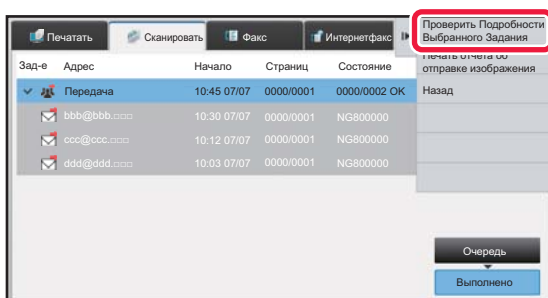 Печатать Сканировать Факс Интернетфакс
Проверить Подробности
Выбранного Задания
Печать отчета об
отправке изображения
Назад
Зад-е Адрес Начало Страниц Состояние
Передача 10:45 07/07 0000/0001 0000/0002 OK
bbb@bbb.□□□ 10:30 07/07 0000/0001 NG800000
ccc@ccc.□□□ 10:12 07/07 0000/0001 NG800000
ddd@ddd.□□□ 10:03 07/07 0000/0001 NG800000
Очередь
Выполнено